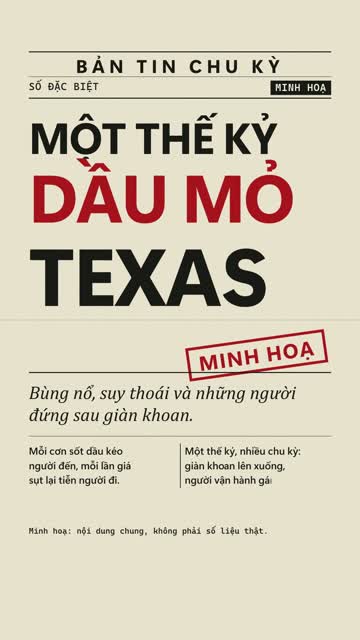 BẢN TIN CHU KỲ
SỐ ĐẶC BIỆT
MINH HOẠ
MỘT THẾ KỶ
DẦU MỎ
TEXAS
MINH HOẠ
Bùng nổ, suy thoái và những người
đứng sau giàn khoan.
Mỗi cơn sốt dầu kéo
người đến, mỗi lần giá
sụt lại tiễn người đi.
Một thế kỷ, nhiều chu kỳ:
giàn khoan lên xuống,
người vận hành gá
Minh hoạ: nội dung chung, không phải số liệu thật.